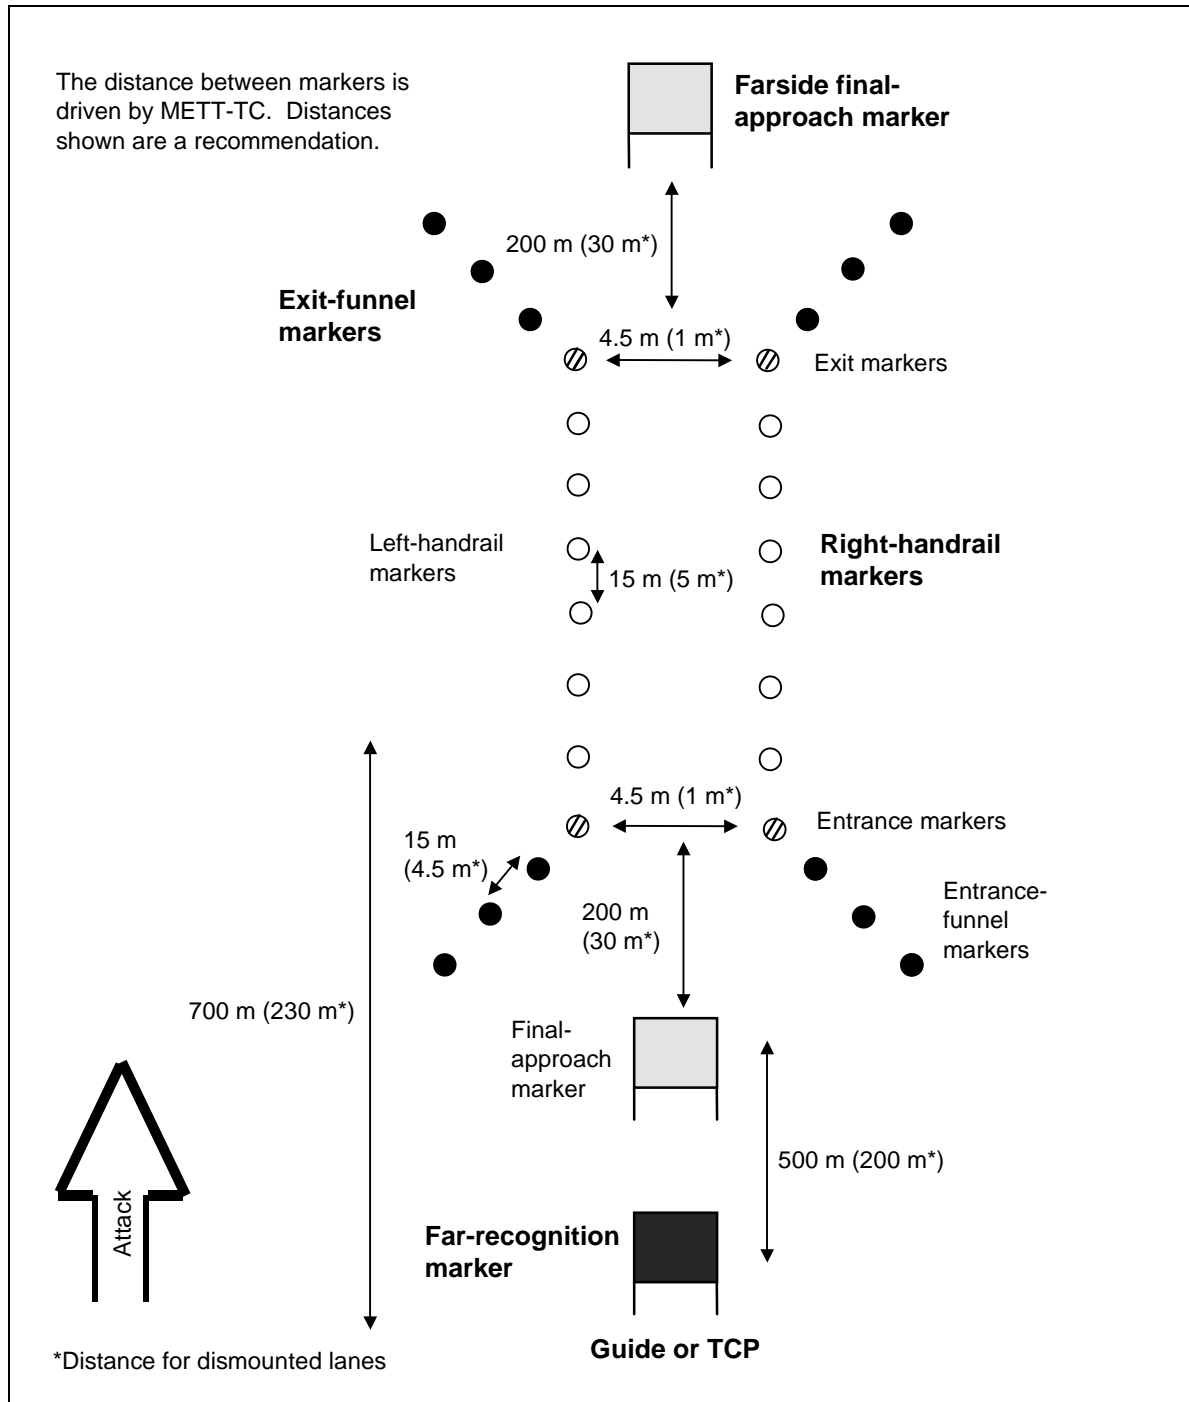 The distance between markers is
driven by METT-TC.  Distances
shown are a recommendation.
Farside final-
approach marker
200 m (30 m*)
Exit-funnel
markers
4.5 m (1 m*)
Exit markers
Left-handrail
markers
15 m (5 m*)
Right-handrail
markers
4.5 m (1 m*)
Entrance markers
15 m
(4.5 m*)
Entrance-
funnel
markers
200 m
(30 m*)
700 m (230 m*)
Final-
approach
marker
500 m (200 m*)
Attack
Far-recognition
marker
Guide or TCP
*Distance for dismounted lanes